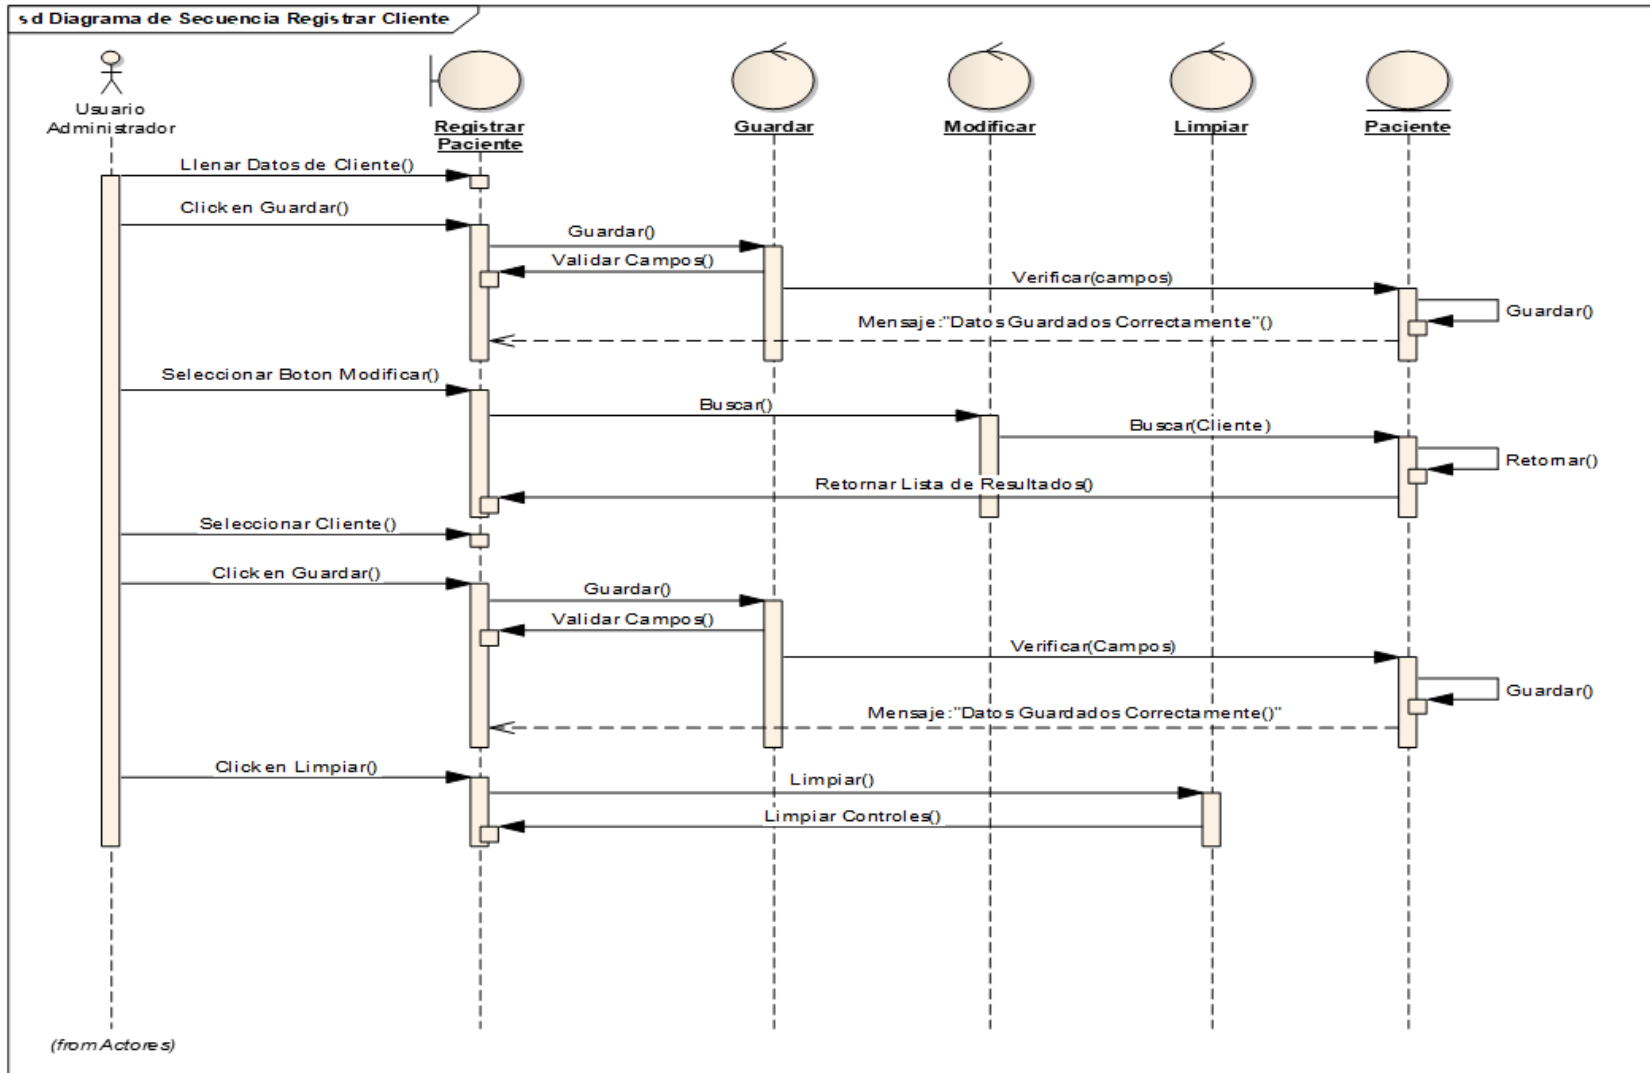 sd Diagrama de Secuencia Registrar Cliente
Usuario
Administrador
Registrar
Paciente
Guardar
Modificar
Limpiar
Paciente
Llenar Datos de Cliente()
Click en Guardar()
Guardar()
Validar Campos()
Verificar(campos)
Guardar()
Mensaje:"Datos Guardados Correctamente"()
Seleccionar Boton Modificar()
Buscar()
Buscar(Cliente)
Retornar()
Retornar Lista de Resultados()
Seleccionar Cliente()
Click en Guardar()
Guardar()
Validar Campos()
Verificar(Campos)
Guardar()
Mensaje:"Datos Guardados Correctamente()"
Click en Limpiar()
Limpiar()
Limpiar Controles()
(from Actores)